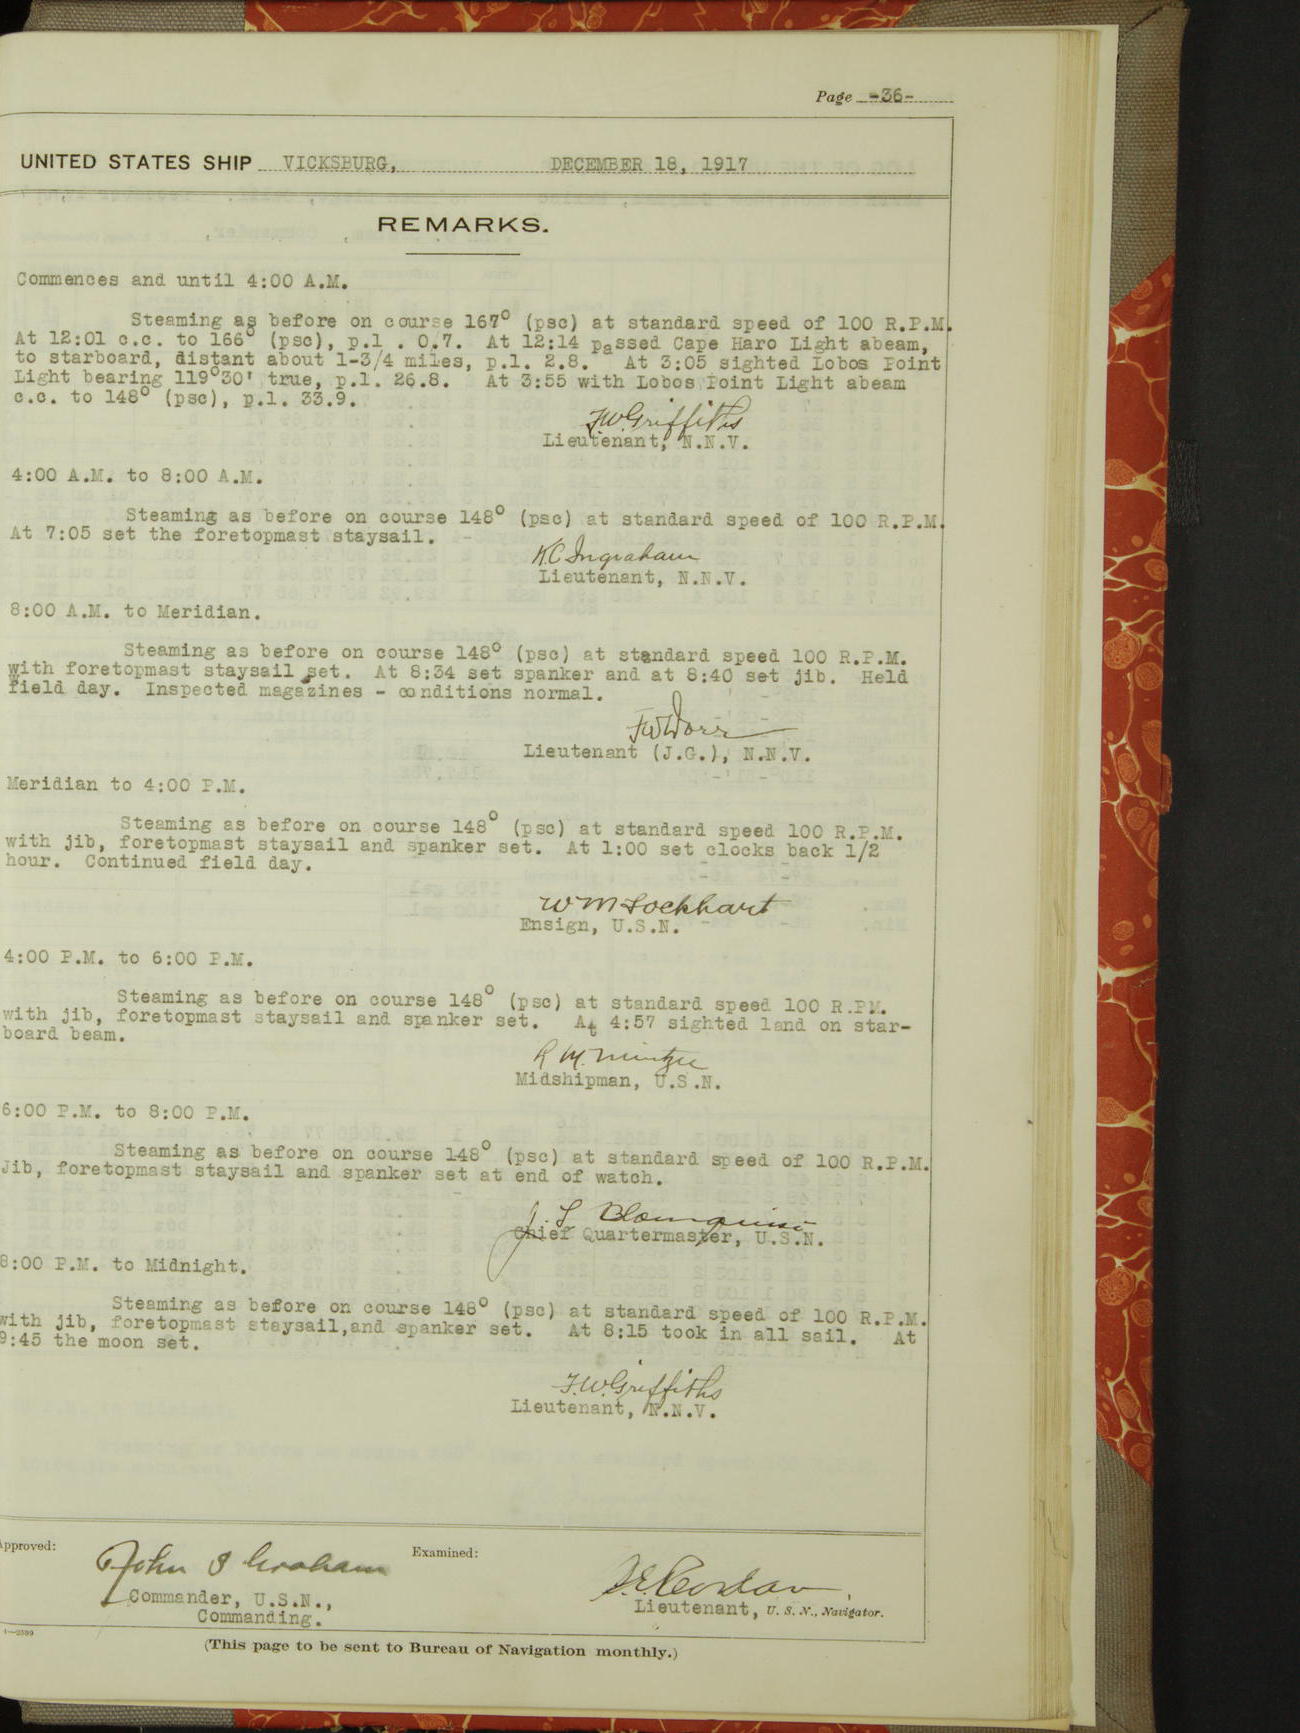 Page -36-
UNITED STATES SHIP VICKSBURG, DECEMBER 18, 1917
REMARKS.
Commences and until 4:00 A.M.
Steaming as before on course 167° (psc) at standard speed of 100 R.P.M.
At 12:01 c.c. to 166° (psc), p.l . 0.7. At 12:14 passed Cape Haro Light abeam,
to starboard, distant about 1-3/4 miles, p.l. 2.8. At 3:05 sighted Lobos Point
Light bearing 119°30' true, p.l. 26.8. At 3:55 with Lobos Point Light abeam
c.c. to 148° (psc), p.l. 33.9.
F.W.Griffiths
Lieutenant, N.N.V.
4:00 A.M. to 8:00 A.M.
Steaming as before on course 148° (psc) at standard speed of 100 R.P.M.
At 7:05 set the foretopmast staysail.
K.C Ingraham
Lieutenant, N.N.V.
8:00 A.M. to Meridian.
Steaming as before on course 148° (psc) at standard speed 100 R.P.M.
with foretopmast staysail set. At 8:34 set spanker and at 8:40 set jib. Held
field day. Inspected magazines - conditions normal.
F W Dorr
Lieutenant (J.G.), N.N.V.
Meridian to 4:00 P.M.
Steaming as before on course 148° (psc) at standard speed 100 R.P.M.
with jib, foretopmast staysail and spanker set. At 1:00 set clocks back 1/2
hour. Continued field day.
W M Lockhart
Ensign, U.S.N.
4:00 P.M. to 6:00 P.M.
Steaming as before on course 148° (psc) at standard speed 100 R.PM.
with jib, foretopmast staysail and spanker set. At 4:57 sighted land on star-
board beam.
R M.
Midshipman, U.S.N.
6:00 P.M. to 8:00 P.M.
Steaming as before on course 148° (psc) at standard speed of 100 R.P.M.
Jib, foretopmast staysail and spanker set at end of watch.
J. L
Chief Quartermaster, U.S.N.
8:00 P.M. to Midnight.
Steaming as before on course 148° (psc) at standard speed of 100 R.P.M.
with jib, foretopmast staysail,and spanker set. At 8:15 took in all sail. At
9:45 the moon set.
F.W.Griffiths
Lieutenant, N.N.V.
Approved: John S Graham Examined:
Commander, U.S.N.,
Commanding.
Lieutenant, U. S. N., Navigator.
(This page to be sent to Bureau of Navigation monthly.)